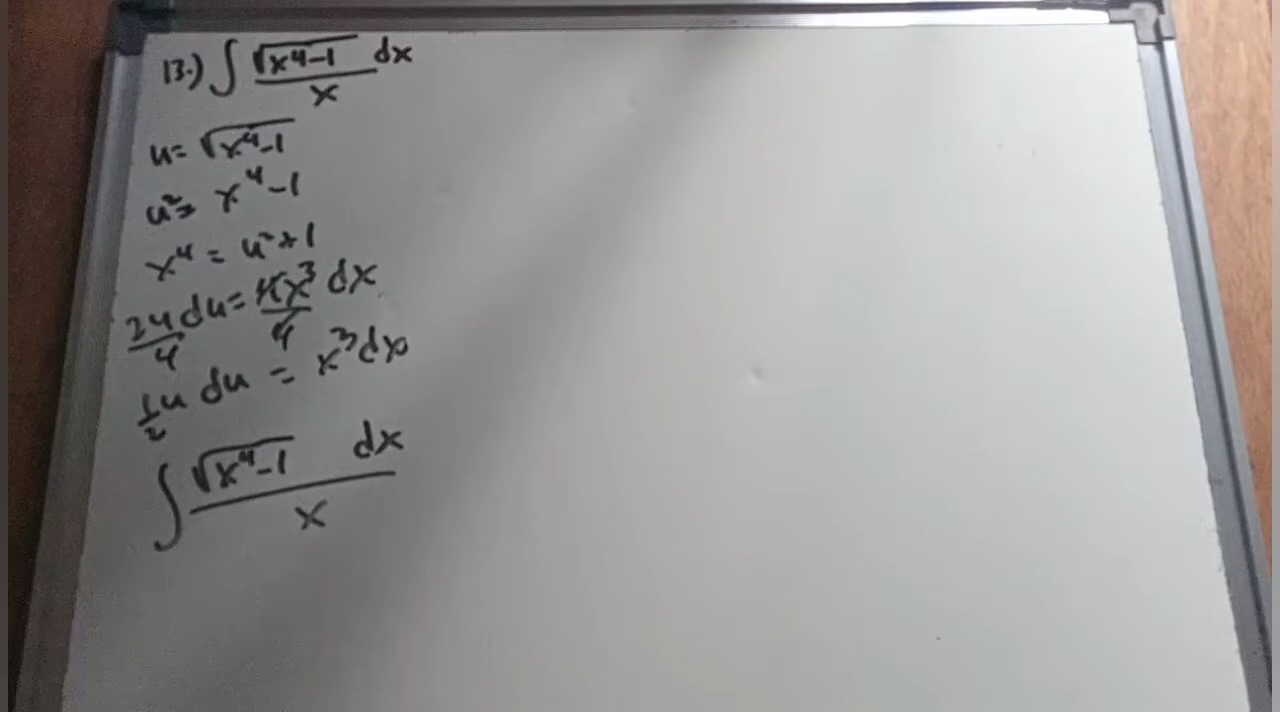 13.) ∫ √(x⁴-1) / x dx
u = √(x⁴-1)
u² = x⁴-1
x⁴ = u²+1
2u/4 du = 4x³/4 dx
1/2 u du = x³ dx
∫ √(x⁴-1) dx / x